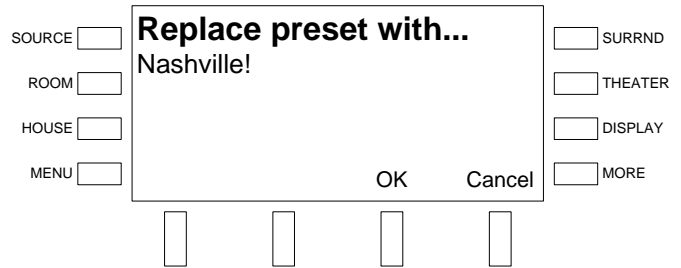 Replace preset with...
Nashville!
OK Cancel
SOURCE
ROOM
HOUSE
MENU
SURRND
THEATER
DISPLAY
MORE